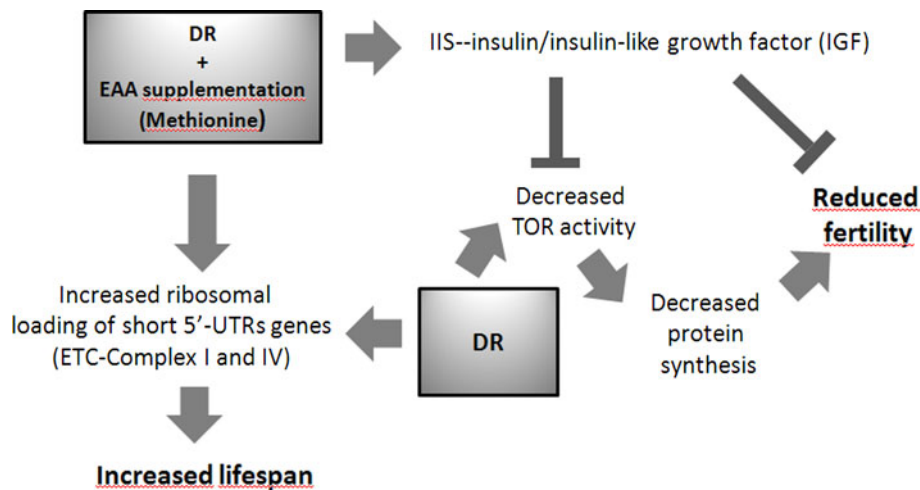 DR
+
EAA supplementation
(Methionine)
IIS--insulin/insulin-like growth factor (IGF)
Decreased
TOR activity
Reduced
fertility
Increased ribosomal
loading of short 5’-UTRs genes
(ETC-Complex I and IV)
DR
Decreased
protein
synthesis
Increased lifespan